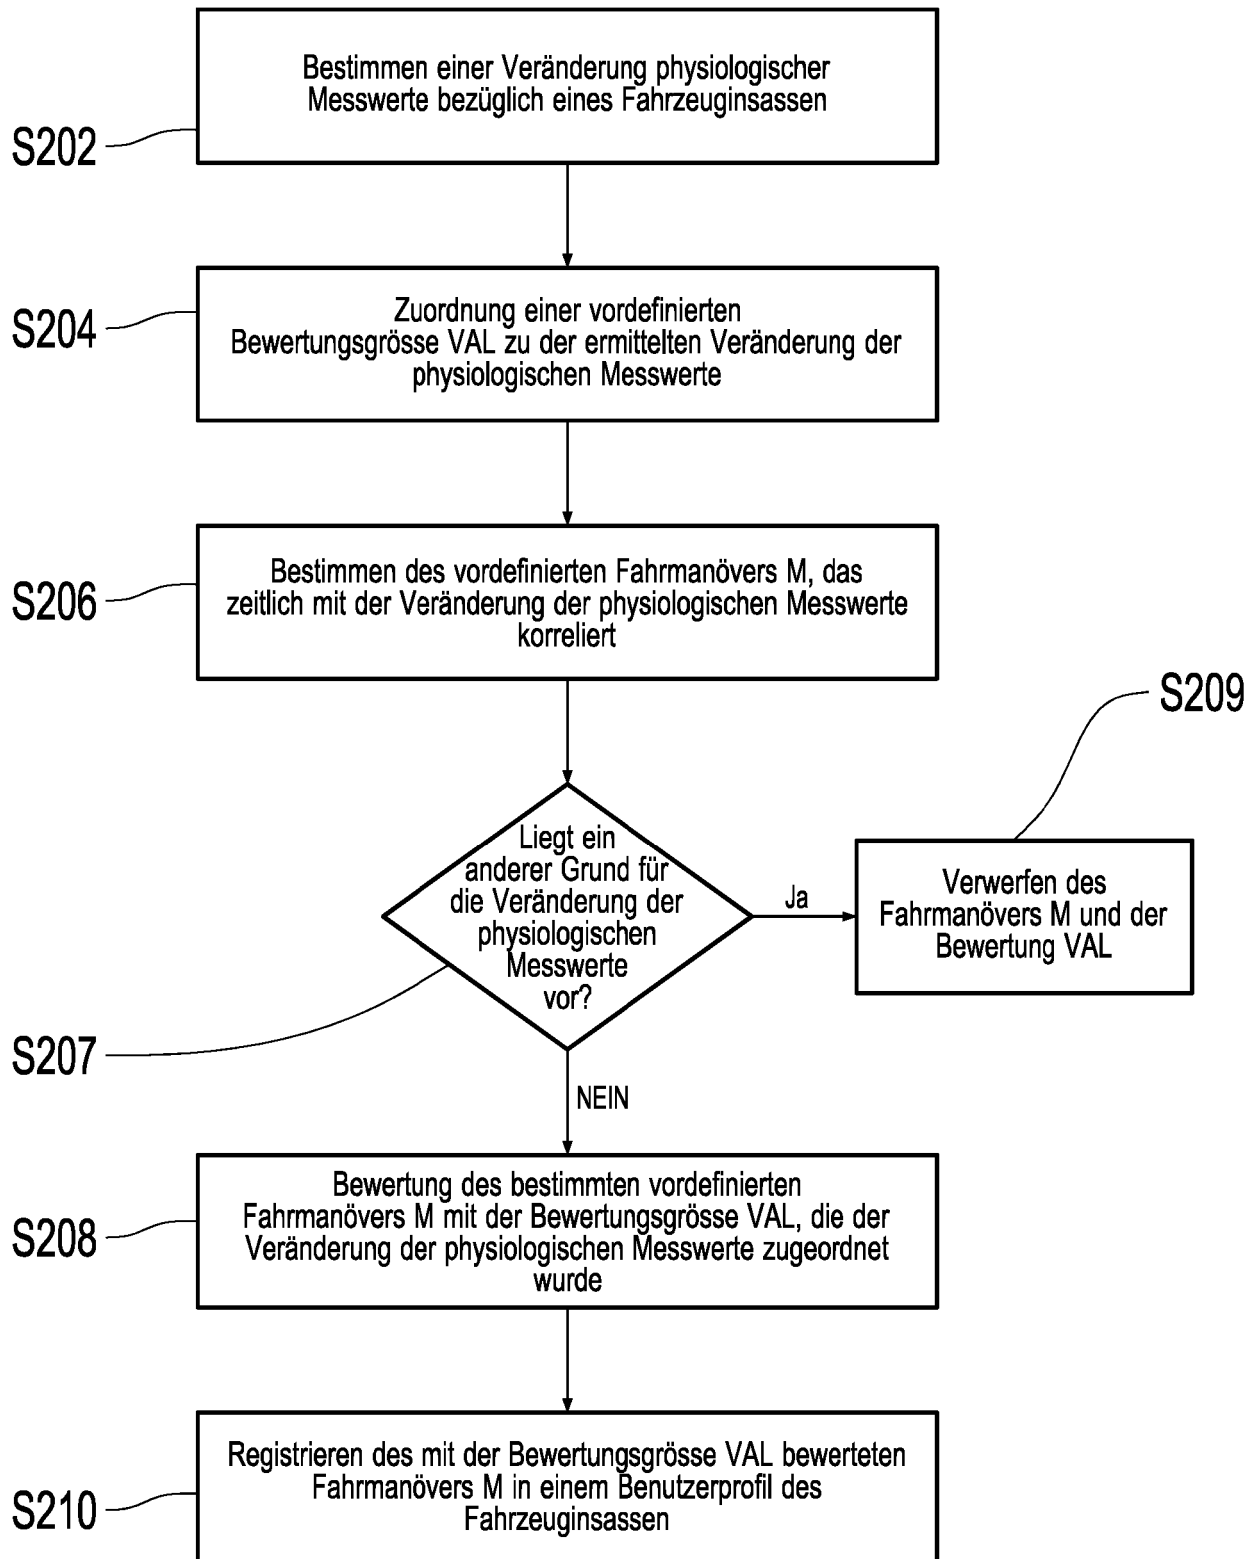 Bestimmen einer Veränderung physiologischer
Messwerte bezüglich eines Fahrzeuginsassen
S202
Zuordnung einer vordefinierten
Bewertungsgrösse VAL zu der ermittelten Veränderung der
physiologischen Messwerte
S204
Bestimmen des vordefinierten Fahrmanövers M, das
zeitlich mit der Veränderung der physiologischen Messwerte
korreliert
S206
S209
Liegt ein
anderer Grund für
die Veränderung der
physiologischen
Messwerte
vor?
Ja
Verwerfen des
Fahrmanövers M und der
Bewertung VAL
S207
NEIN
Bewertung des bestimmten vordefinierten
Fahrmanövers M mit der Bewertungsgrösse VAL, die der
Veränderung der physiologischen Messwerte zugeordnet
wurde
S208
Registrieren des mit der Bewertungsgrösse VAL bewerteten
Fahrmanövers M in einem Benutzerprofil des
Fahrzeuginsassen
S210